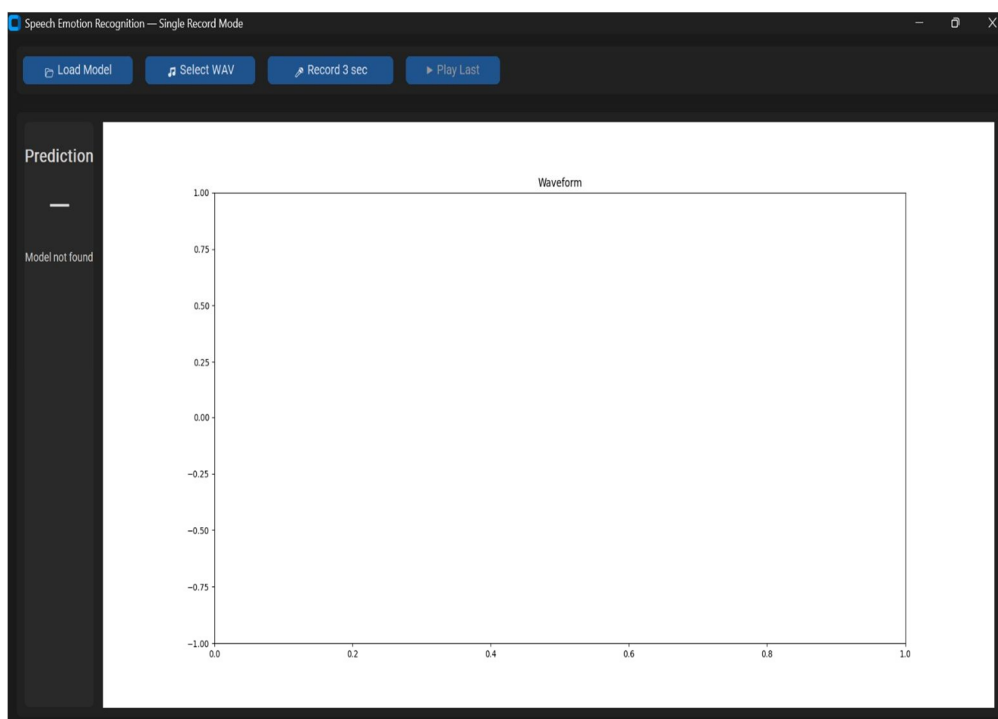 Speech Emotion Recognition — Single Record Mode
Load Model
Select WAV
Record 3 sec
Play Last
Prediction
—
Model not found
Waveform
1.00
0.75
0.50
0.25
0.00
−0.25
−0.50
−0.75
−1.00
0.0 0.2 0.4 0.6 0.8 1.0